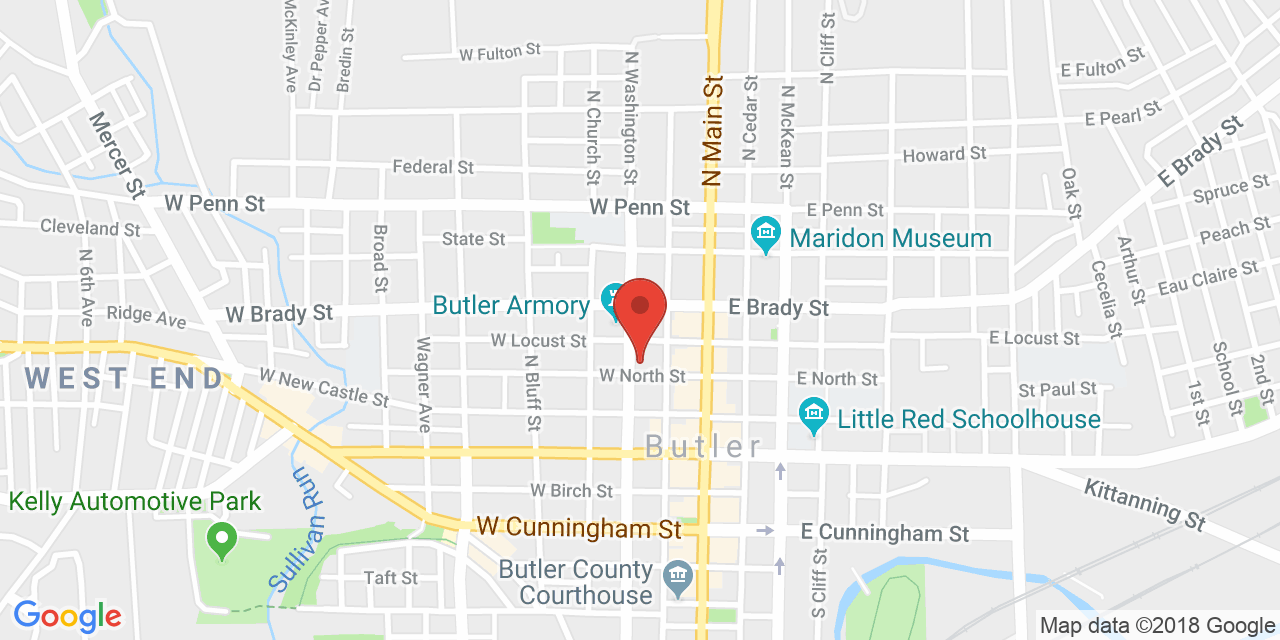 McKinley Ave
Dr Pepper Ave
Bredin St
W Fulton St
N Washington St
N Church St
N Main St
N Cliff St
N Cedar St
N McKean St
E Fulton St
E Pearl St
E Brady St
Mercer St
Federal St
Howard St
Oak St
Spruce St
W Penn St
W Penn St
E Penn St
Cleveland St
State St
Maridon Museum
Peach St
N 6th Ave
Broad St
Arthur St
Cecelia St
Eau Claire St
Butler Armory
E Brady St
Ridge Ave
W Brady St
W Locust St
E Locust St
Wagner Ave
N Bluff St
School St
2nd St
1st St
WEST END
W New Castle St
W North St
E North St
St Paul St
Little Red Schoolhouse
Butler
Kelly Automotive Park
Sullivan Run
W Birch St
Kittanning St
W Cunningham St
E Cunningham St
Taft St
Butler County
Courthouse
S Cliff St
Google
Map data ©2018 Google